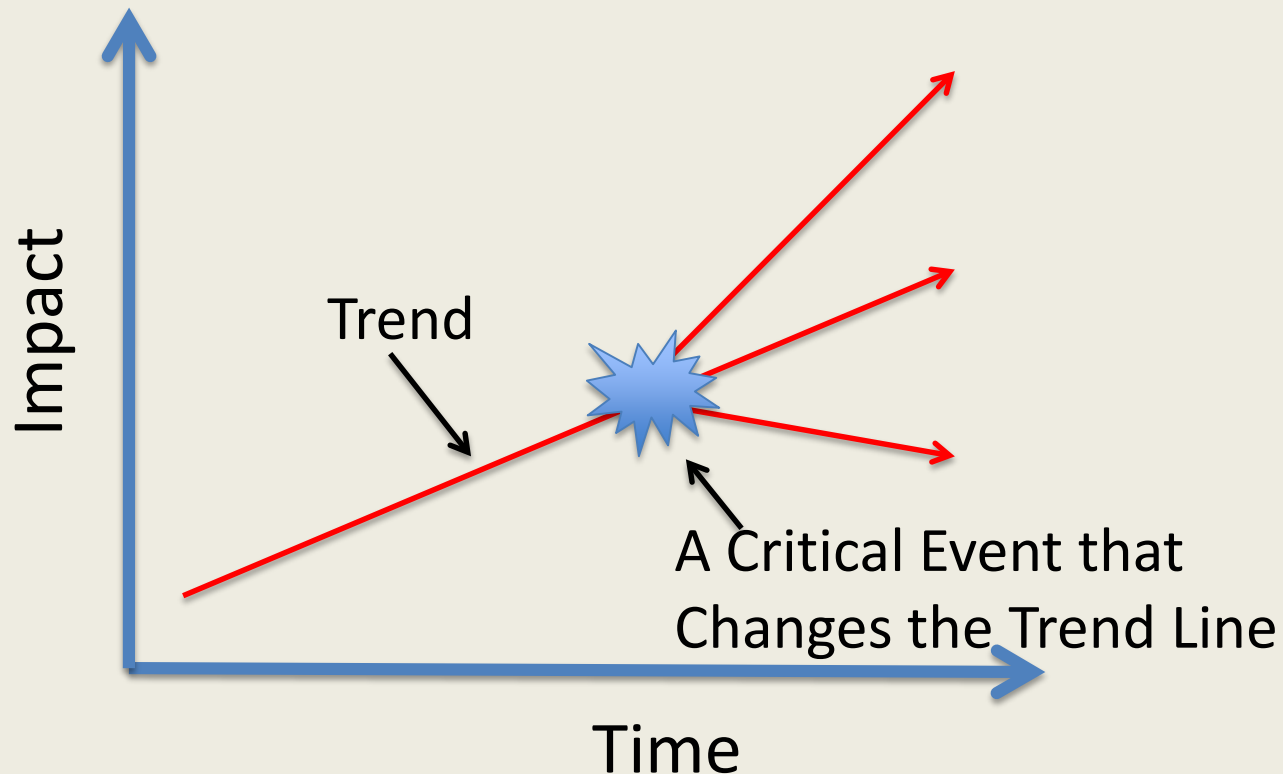 Impact
Trend
A Critical Event that
Changes the Trend Line
Time